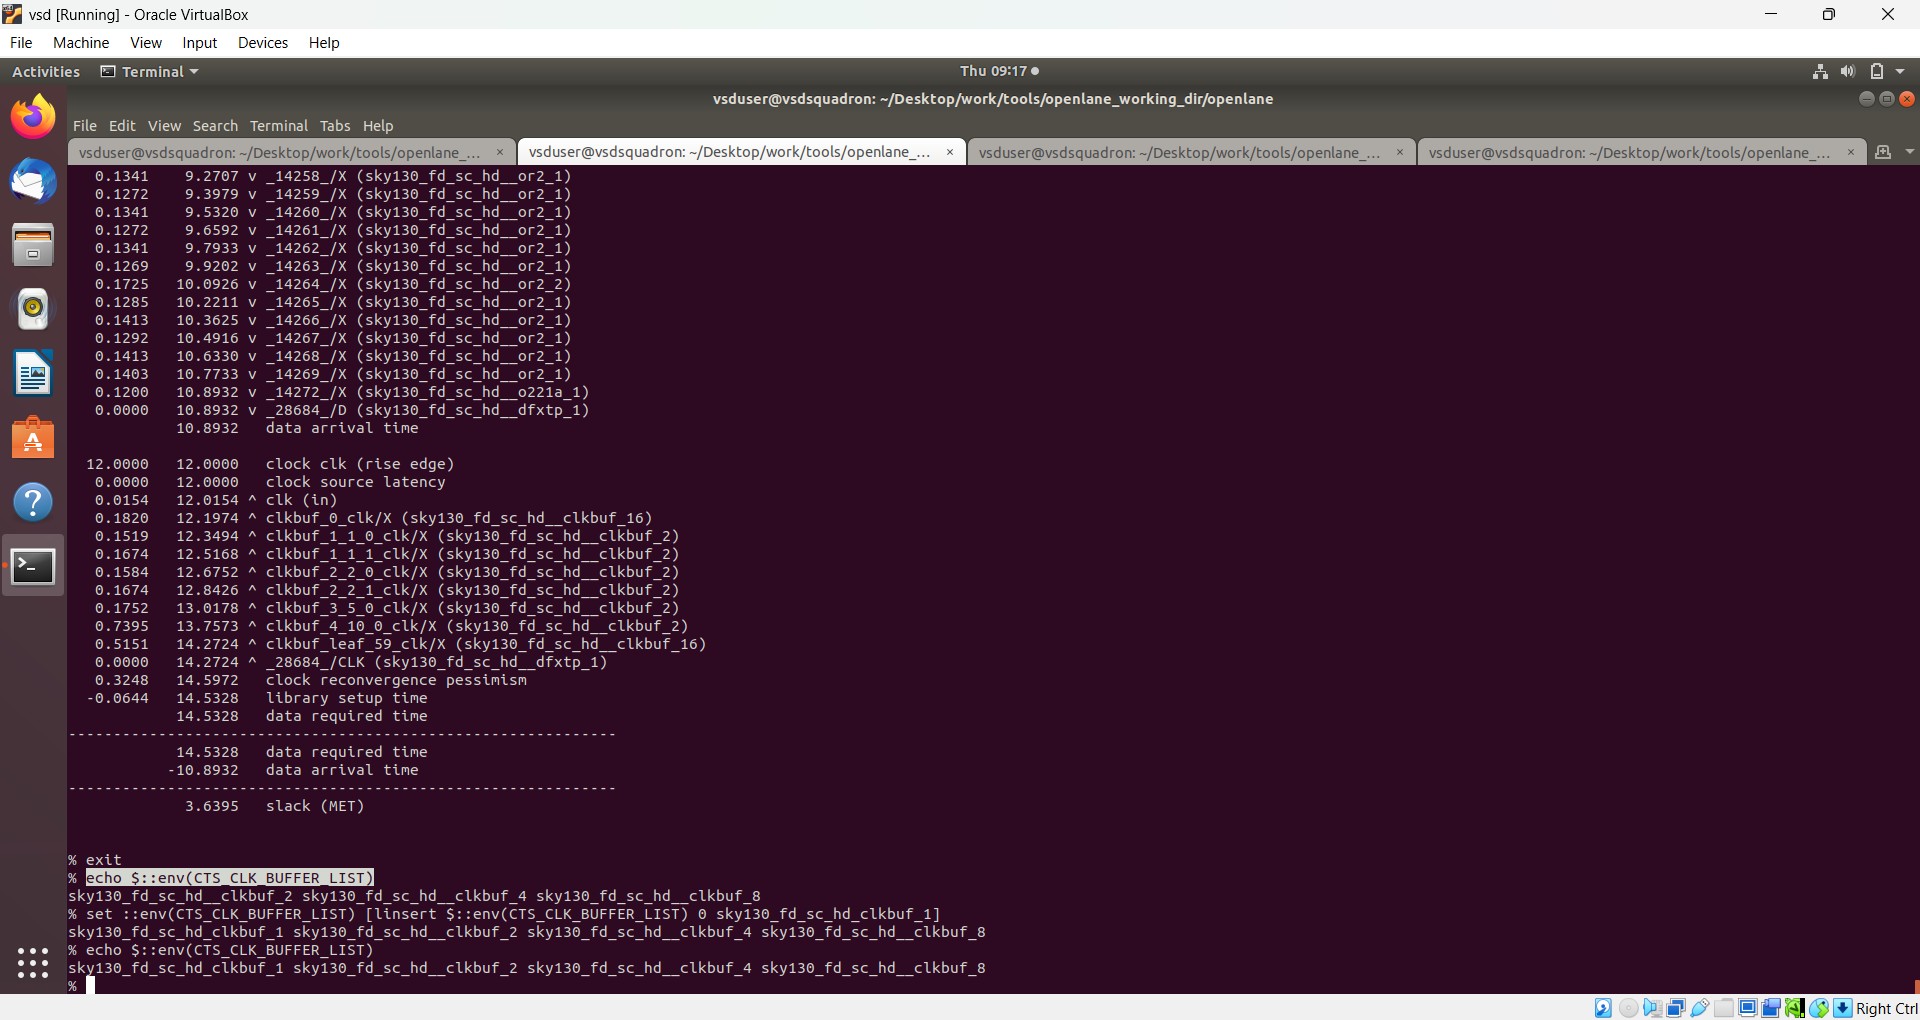 vsd [Running] - Oracle VirtualBox
File Machine View Input Devices Help
Activities Terminal Thu 09:17
vsduser@vsdsquadron: ~/Desktop/work/tools/openlane_working_dir/openlane
File Edit View Search Terminal Tabs Help
vsduser@vsdsquadron: ~/Desktop/work/tools/openlane_... × vsduser@vsdsquadron: ~/Desktop/work/tools/openlane_... × vsduser@vsdsquadron: ~/Desktop/work/tools/openlane_... × vsduser@vsdsquadron: ~/Desktop/work/tools/openlane_... ×
0.1341 9.2707 v _14258_/X (sky130_fd_sc_hd__or2_1)
0.1272 9.3979 v _14259_/X (sky130_fd_sc_hd__or2_1)
0.1341 9.5320 v _14260_/X (sky130_fd_sc_hd__or2_1)
0.1272 9.6592 v _14261_/X (sky130_fd_sc_hd__or2_1)
0.1341 9.7933 v _14262_/X (sky130_fd_sc_hd__or2_1)
0.1269 9.9202 v _14263_/X (sky130_fd_sc_hd__or2_1)
0.1725 10.0926 v _14264_/X (sky130_fd_sc_hd__or2_2)
0.1285 10.2211 v _14265_/X (sky130_fd_sc_hd__or2_1)
0.1413 10.3625 v _14266_/X (sky130_fd_sc_hd__or2_1)
0.1292 10.4916 v _14267_/X (sky130_fd_sc_hd__or2_1)
0.1413 10.6330 v _14268_/X (sky130_fd_sc_hd__or2_1)
0.1403 10.7733 v _14269_/X (sky130_fd_sc_hd__or2_1)
0.1200 10.8932 v _14272_/X (sky130_fd_sc_hd__o221a_1)
0.0000 10.8932 v _28684_/D (sky130_fd_sc_hd__dfxtp_1)
10.8932 data arrival time
12.0000 12.0000 clock clk (rise edge)
0.0000 12.0000 clock source latency
0.0154 12.0154 ^ clk (in)
0.1820 12.1974 ^ clkbuf_0_clk/X (sky130_fd_sc_hd__clkbuf_16)
0.1519 12.3494 ^ clkbuf_1_1_0_clk/X (sky130_fd_sc_hd__clkbuf_2)
0.1674 12.5168 ^ clkbuf_1_1_1_clk/X (sky130_fd_sc_hd__clkbuf_2)
0.1584 12.6752 ^ clkbuf_2_2_0_clk/X (sky130_fd_sc_hd__clkbuf_2)
0.1674 12.8426 ^ clkbuf_2_2_1_clk/X (sky130_fd_sc_hd__clkbuf_2)
0.1752 13.0178 ^ clkbuf_3_5_0_clk/X (sky130_fd_sc_hd__clkbuf_2)
0.7395 13.7573 ^ clkbuf_4_10_0_clk/X (sky130_fd_sc_hd__clkbuf_2)
0.5151 14.2724 ^ clkbuf_leaf_59_clk/X (sky130_fd_sc_hd__clkbuf_16)
0.0000 14.2724 ^ _28684_/CLK (sky130_fd_sc_hd__dfxtp_1)
0.3248 14.5972 clock reconvergence pessimism
-0.0644 14.5328 library setup time
14.5328 data required time
-------------------------------------------------------------
14.5328 data required time
-10.8932 data arrival time
-------------------------------------------------------------
3.6395 slack (MET)
% exit
% echo $::env(CTS_CLK_BUFFER_LIST)
sky130_fd_sc_hd__clkbuf_2 sky130_fd_sc_hd__clkbuf_4 sky130_fd_sc_hd__clkbuf_8
% set ::env(CTS_CLK_BUFFER_LIST) [linsert $::env(CTS_CLK_BUFFER_LIST) 0 sky130_fd_sc_hd_clkbuf_1]
sky130_fd_sc_hd_clkbuf_1 sky130_fd_sc_hd__clkbuf_2 sky130_fd_sc_hd__clkbuf_4 sky130_fd_sc_hd__clkbuf_8
% echo $::env(CTS_CLK_BUFFER_LIST)
sky130_fd_sc_hd_clkbuf_1 sky130_fd_sc_hd__clkbuf_2 sky130_fd_sc_hd__clkbuf_4 sky130_fd_sc_hd__clkbuf_8
%
Right Ctrl